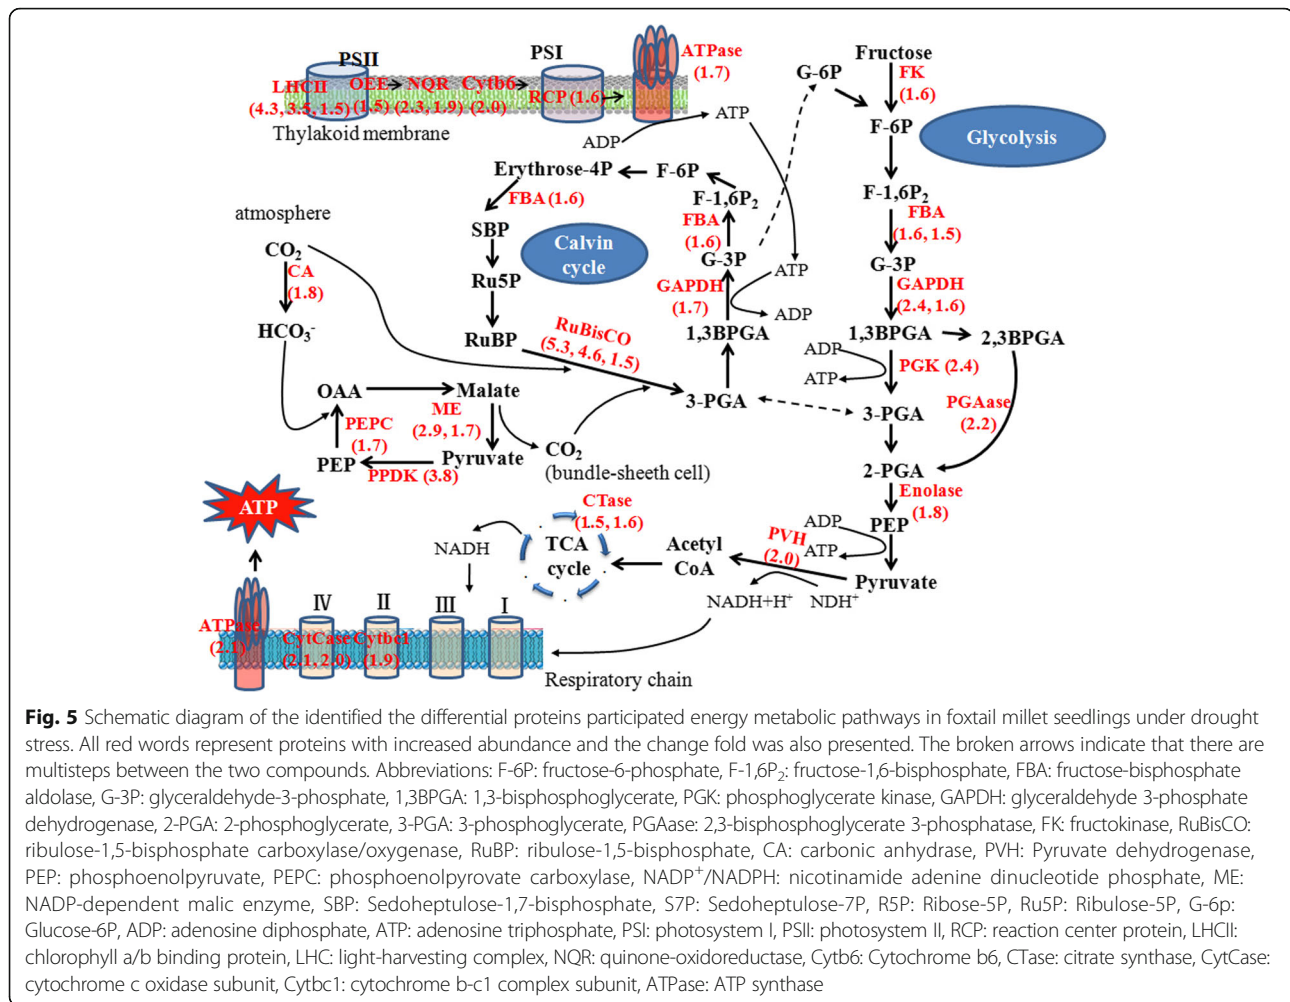 PSII
PSI
ATPase
(1.7)
LHCII
(4.3, 3.5, 1.5)
OEE
(1.5)
NQR
(2.3, 1.9)
Cytb6
(2.0)
RCP (1.6)
Thylakoid membrane
ADP
ATP
G-6P
Fructose
FK
(1.6)
F-6P
Glycolysis
F-1,6P₂
FBA
(1.6, 1.5)
G-3P
GAPDH
(2.4, 1.6)
1,3BPGA
2,3BPGA
ADP
ATP
PGK (2.4)
3-PGA
PGAase
(2.2)
2-PGA
Enolase
(1.8)
PEP
ADP
ATP
PVH
(2.0)
Pyruvate
NADH+H⁺
NDH⁺
Acetyl
CoA
Erythrose-4P
F-6P
F-1,6P₂
FBA (1.6)
FBA
(1.6)
SBP
Calvin
cycle
G-3P
Ru5P
GAPDH
(1.7)
ATP
ADP
RuBP
RuBisCO
(5.3, 4.6, 1.5)
1,3BPGA
3-PGA
atmosphere
CO₂
CA
(1.8)
HCO₃⁻
OAA
Malate
PEPC
(1.7)
ME
(2.9, 1.7)
PEP
PPDK (3.8)
Pyruvate
CO₂
(bundle-sheeth cell)
CTase
(1.5, 1.6)
TCA
cycle
NADH
ATP
ATPase
(2.1)
IV
II
III
I
CytCase
(2.1, 2.0)
Cytbc1
(1.9)
Respiratory chain
Fig. 5 Schematic diagram of the identified the differential proteins participated energy metabolic pathways in foxtail millet seedlings under drought
stress. All red words represent proteins with increased abundance and the change fold was also presented. The broken arrows indicate that there are
multisteps between the two compounds. Abbreviations: F-6P: fructose-6-phosphate, F-1,6P₂: fructose-1,6-bisphosphate, FBA: fructose-bisphosphate
aldolase, G-3P: glyceraldehyde-3-phosphate, 1,3BPGA: 1,3-bisphosphoglycerate, PGK: phosphoglycerate kinase, GAPDH: glyceraldehyde 3-phosphate
dehydrogenase, 2-PGA: 2-phosphoglycerate, 3-PGA: 3-phosphoglycerate, PGAase: 2,3-bisphosphoglycerate 3-phosphatase, FK: fructokinase, RuBisCO:
ribulose-1,5-bisphosphate carboxylase/oxygenase, RuBP: ribulose-1,5-bisphosphate, CA: carbonic anhydrase, PVH: Pyruvate dehydrogenase,
PEP: phosphoenolpyruvate, PEPC: phosphoenolpyrovate carboxylase, NADP⁺/NADPH: nicotinamide adenine dinucleotide phosphate, ME:
NADP-dependent malic enzyme, SBP: Sedoheptulose-1,7-bisphosphate, S7P: Sedoheptulose-7P, R5P: Ribose-5P, Ru5P: Ribulose-5P, G-6p:
Glucose-6P, ADP: adenosine diphosphate, ATP: adenosine triphosphate, PSI: photosystem I, PSII: photosystem II, RCP: reaction center protein, LHCII:
chlorophyll a/b binding protein, LHC: light-harvesting complex, NQR: quinone-oxidoreductase, Cytb6: Cytochrome b6, CTase: citrate synthase, CytCase:
cytochrome c oxidase subunit, Cytbc1: cytochrome b-c1 complex subunit, ATPase: ATP synthase